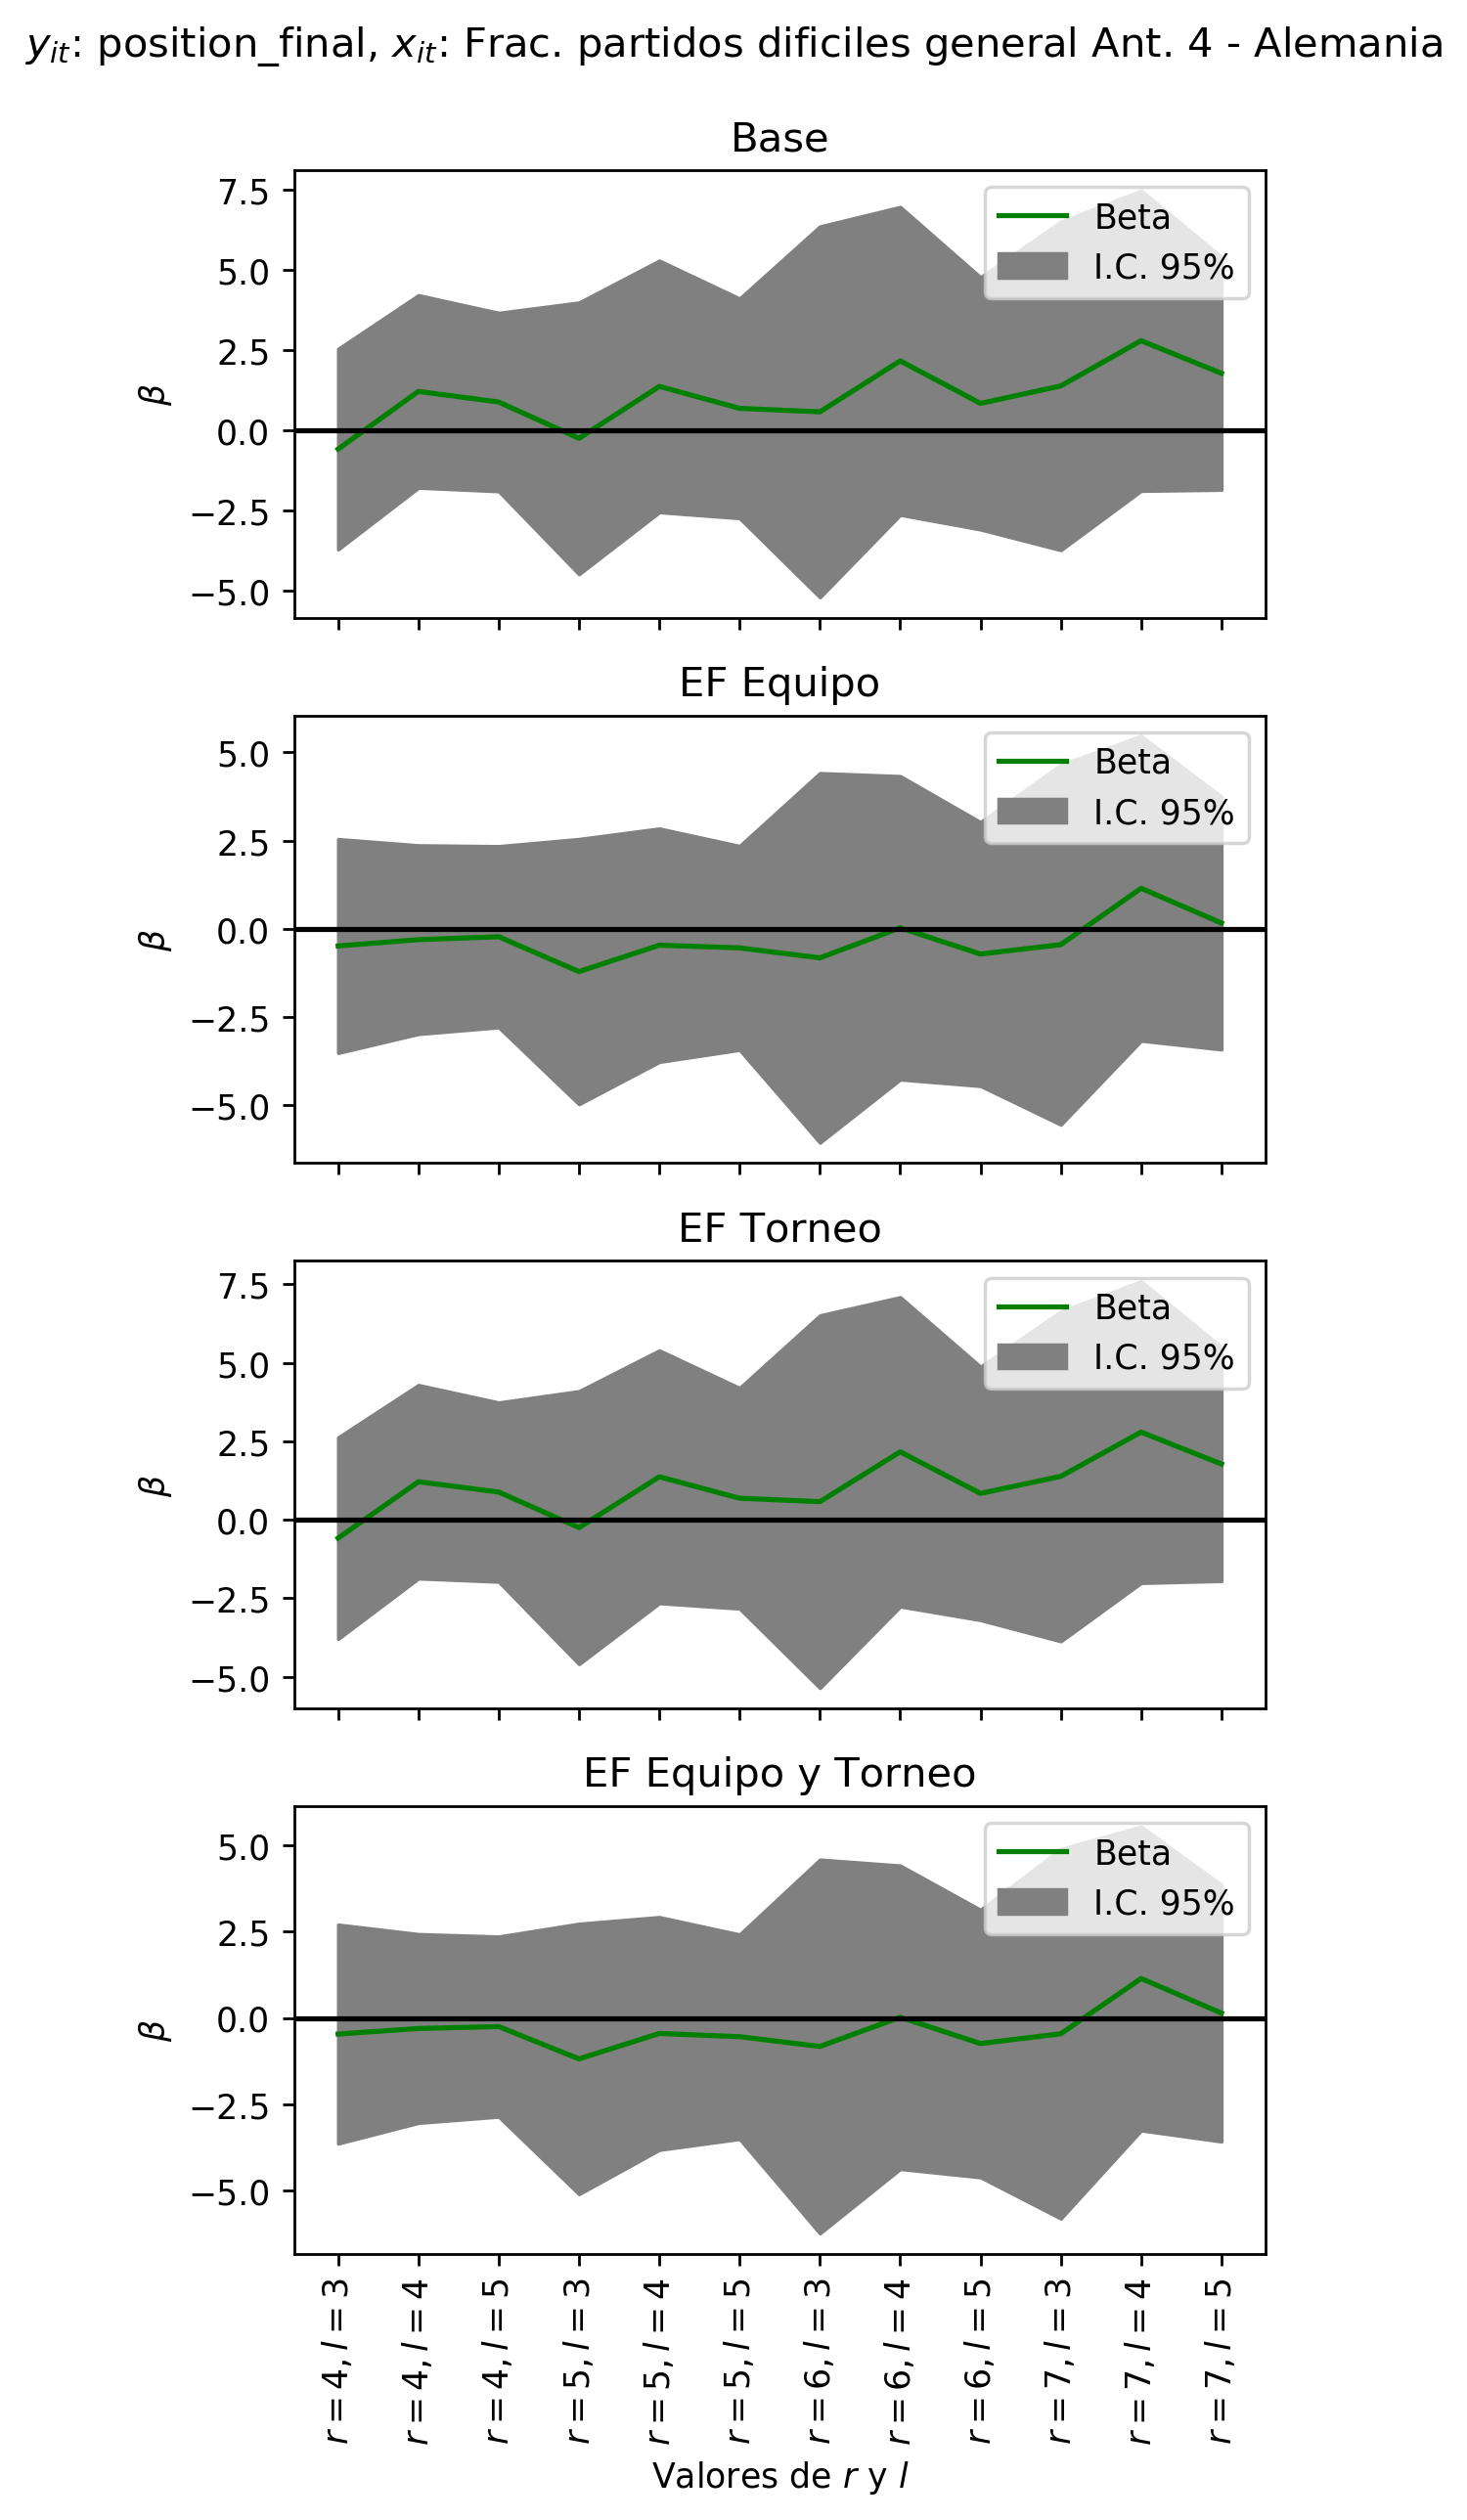 yit: position_final, xit: Frac. partidos dificiles general Ant. 4 - Alemania
Base
7.5
5.0
2.5
0.0
−2.5
−5.0
β
Beta
I.C. 95%
EF Equipo
5.0
2.5
0.0
−2.5
−5.0
β
Beta
I.C. 95%
EF Torneo
7.5
5.0
2.5
0.0
−2.5
−5.0
β
Beta
I.C. 95%
EF Equipo y Torneo
5.0
2.5
0.0
−2.5
−5.0
β
Beta
I.C. 95%
r = 4, l = 3
r = 4, l = 4
r = 4, l = 5
r = 5, l = 3
r = 5, l = 4
r = 5, l = 5
r = 6, l = 3
r = 6, l = 4
r = 6, l = 5
r = 7, l = 3
r = 7, l = 4
r = 7, l = 5
Valores de r y l